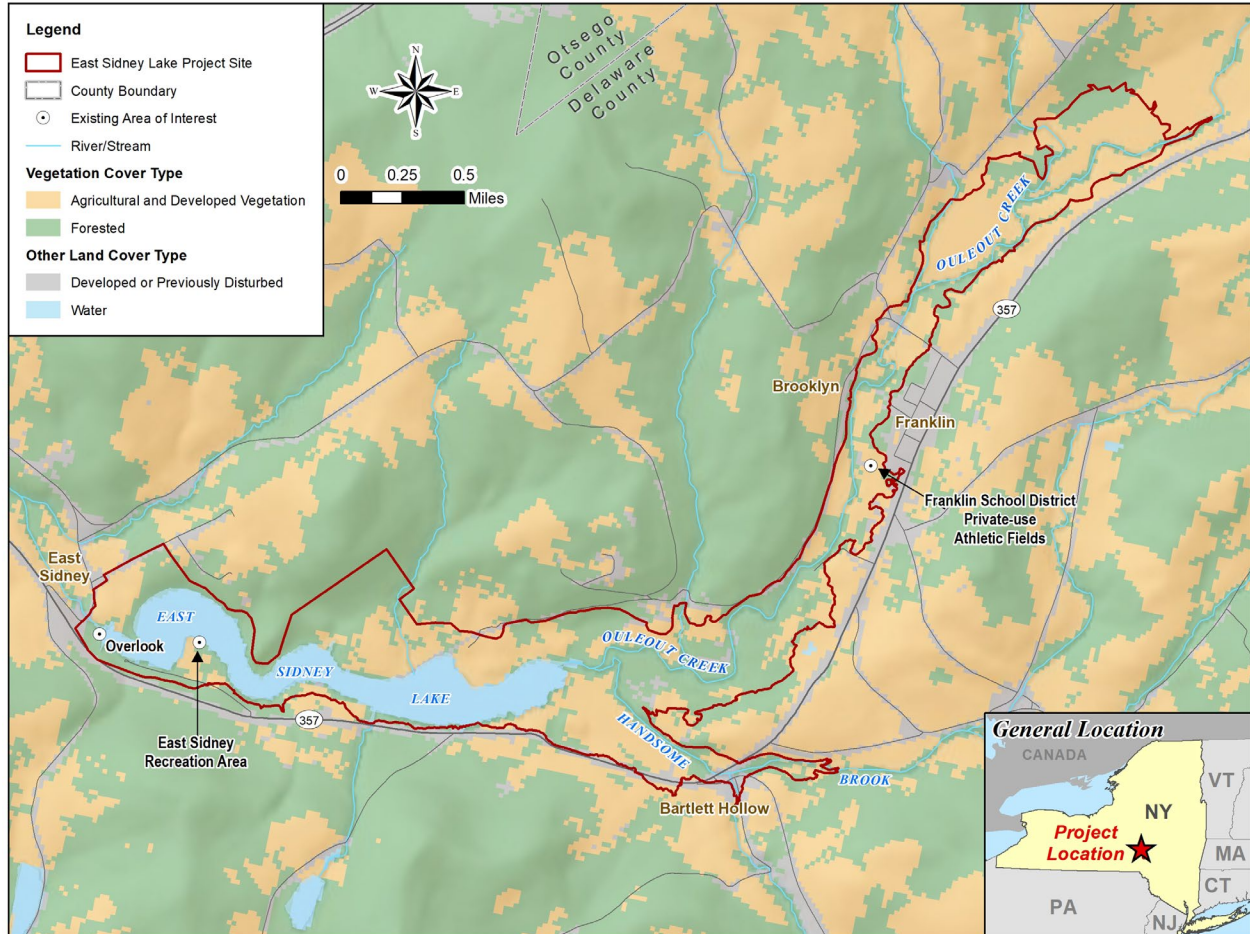 Legend
East Sidney Lake Project Site
County Boundary
Existing Area of Interest
River/Stream
Vegetation Cover Type
Agricultural and Developed Vegetation
Forested
Other Land Cover Type
Developed or Previously Disturbed
Water
N
W
E
S
0
0.25
0.5
Miles
Otsego
County
Delaware
County
OULEOUT CREEK
357
Brooklyn
Franklin
Franklin School District
Private-use
Athletic Fields
East
Sidney
Overlook
EAST
SIDNEY
LAKE
OULEOUT CREEK
East Sidney
Recreation Area
357
HANDSOME
BROOK
Bartlett Hollow
General Location
CANADA
VT
NY
Project
Location
MA
CT
PA
NJ